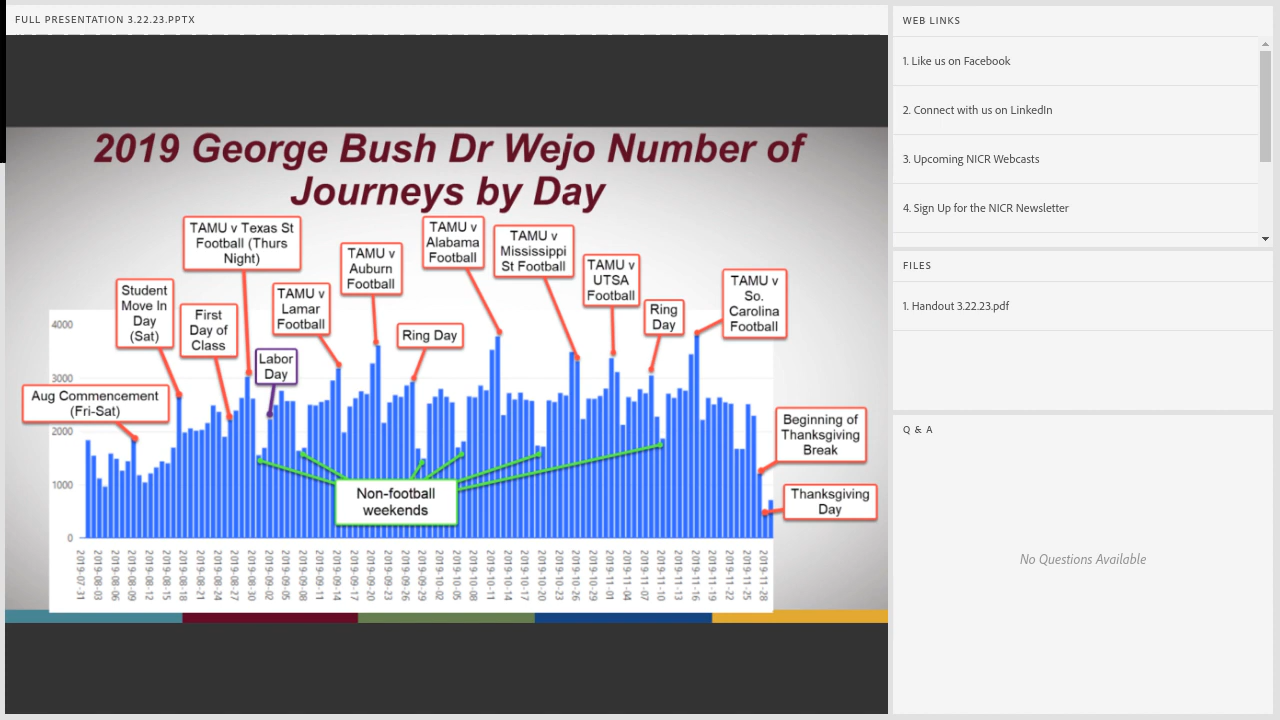 FULL PRESENTATION 3.22.23.PPTX
2019 George Bush Dr Wejo Number of
Journeys by Day
TAMU v Texas St
Football (Thurs
Night)
TAMU v
Alabama
Football
TAMU v
Mississippi
St Football
TAMU v
Auburn
Football
TAMU v
UTSA
Football
TAMU v
So.
Carolina
Football
Student
Move In
Day
(Sat)
TAMU v
Lamar
Football
First
Day of
Class
Ring
Day
Ring Day
Labor
Day
Aug Commencement
(Fri-Sat)
Beginning of
Thanksgiving
Break
Thanksgiving
Day
Non-football
weekends
4000
3000
2000
1000
0
2019-07-31
2019-08-03
2019-08-06
2019-08-09
2019-08-12
2019-08-15
2019-08-18
2019-08-21
2019-08-24
2019-08-27
2019-08-30
2019-09-02
2019-09-05
2019-09-08
2019-09-11
2019-09-14
2019-09-17
2019-09-20
2019-09-23
2019-09-26
2019-09-29
2019-10-02
2019-10-05
2019-10-08
2019-10-11
2019-10-14
2019-10-17
2019-10-20
2019-10-23
2019-10-26
2019-10-29
2019-11-01
2019-11-04
2019-11-07
2019-11-10
2019-11-13
2019-11-16
2019-11-19
2019-11-22
2019-11-25
2019-11-28
WEB LINKS
1. Like us on Facebook
2. Connect with us on LinkedIn
3. Upcoming NICR Webcasts
4. Sign Up for the NICR Newsletter
FILES
1. Handout 3.22.23.pdf
Q & A
No Questions Available